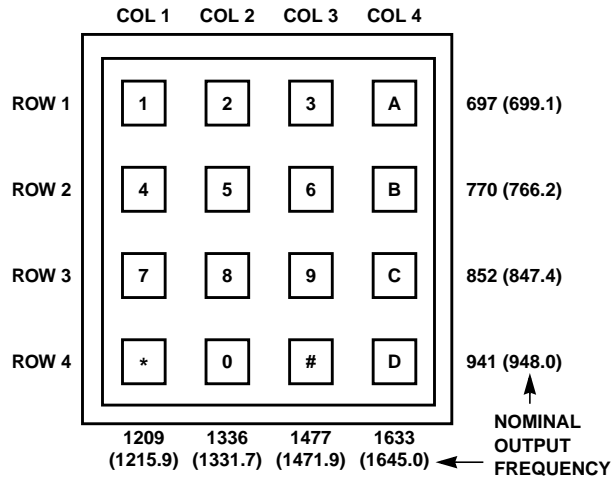 COL 1 COL 2 COL 3 COL 4
ROW 1 1 2 3 A 697 (699.1)
ROW 2 4 5 6 B 770 (766.2)
ROW 3 7 8 9 C 852 (847.4)
ROW 4 * 0 # D 941 (948.0)
1209 1336 1477 1633
(1215.9) (1331.7) (1471.9) (1645.0)
NOMINAL
OUTPUT
FREQUENCY